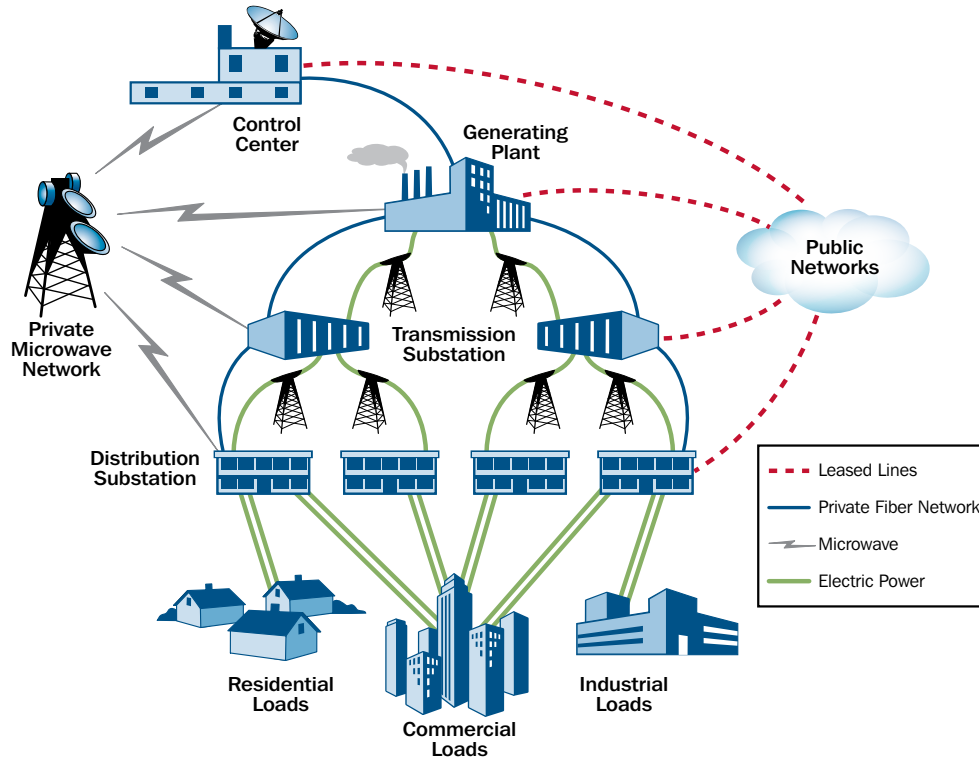 Control
Center
Generating
Plant
Public
Networks
Private
Microwave
Network
Transmission
Substation
Distribution
Substation
Leased Lines
Private Fiber Network
Microwave
Electric Power
Residential
Loads
Commercial
Loads
Industrial
Loads